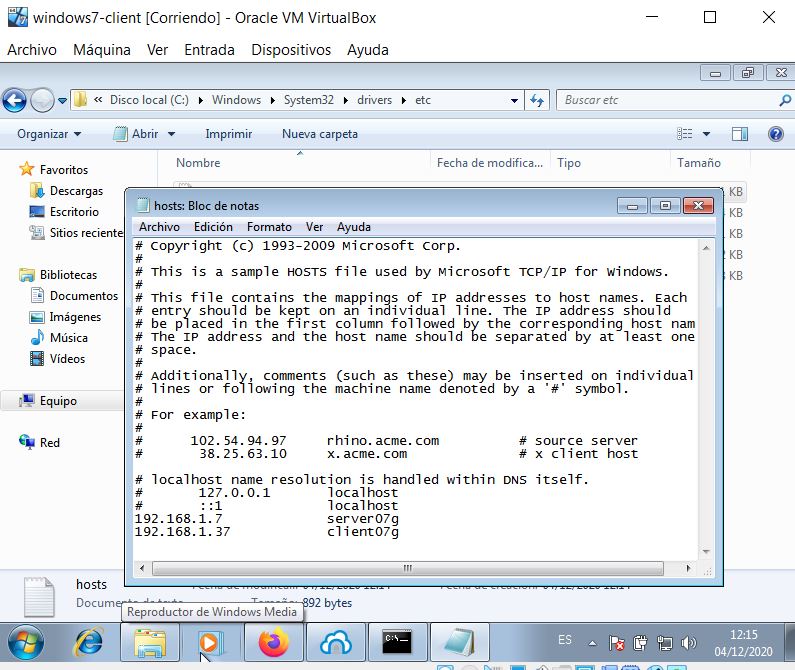 windows7-client [Corriendo] - Oracle VM VirtualBox
Archivo Máquina Ver Entrada Dispositivos Ayuda
« Disco local (C:) ▸ Windows ▸ System32 ▸ drivers ▸ etc
Buscar etc
Organizar Abrir Imprimir Nueva carpeta
Nombre Fecha de modifica... Tipo Tamaño
Favoritos
Descargas
Escritorio
Sitios reciente
Bibliotecas
Documentos
Imágenes
Música
Vídeos
Equipo
Red
KB
KB
KB
KB
KB
hosts: Bloc de notas
Archivo Edición Formato Ver Ayuda
# Copyright (c) 1993-2009 Microsoft Corp.
#
# This is a sample HOSTS file used by Microsoft TCP/IP for Windows.
#
# This file contains the mappings of IP addresses to host names. Each
# entry should be kept on an individual line. The IP address should
# be placed in the first column followed by the corresponding host nam
# The IP address and the host name should be separated by at least one
# space.
#
# Additionally, comments (such as these) may be inserted on individual
# lines or following the machine name denoted by a '#' symbol.
#
# For example:
#
# 102.54.94.97 rhino.acme.com # source server
# 38.25.63.10 x.acme.com # x client host
# localhost name resolution is handled within DNS itself.
# 127.0.0.1 localhost
# ::1 localhost
192.168.1.7 server07g
192.168.1.37 client07g
hosts
892 bytes
Reproductor de Windows Media
C:\_
ES
12:15
04/12/2020